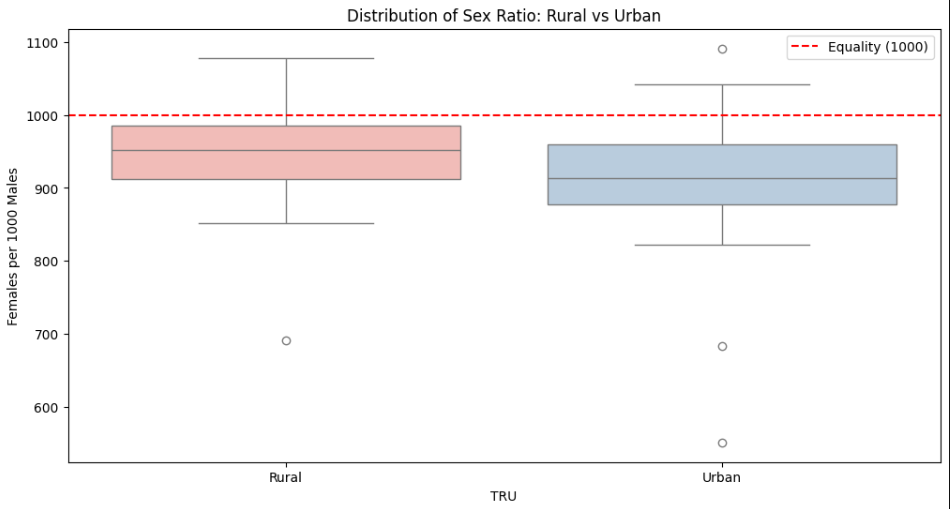 Distribution of Sex Ratio: Rural vs Urban
Equality (1000)
1100
1000
900
800
700
600
Females per 1000 Males
Rural
Urban
TRU